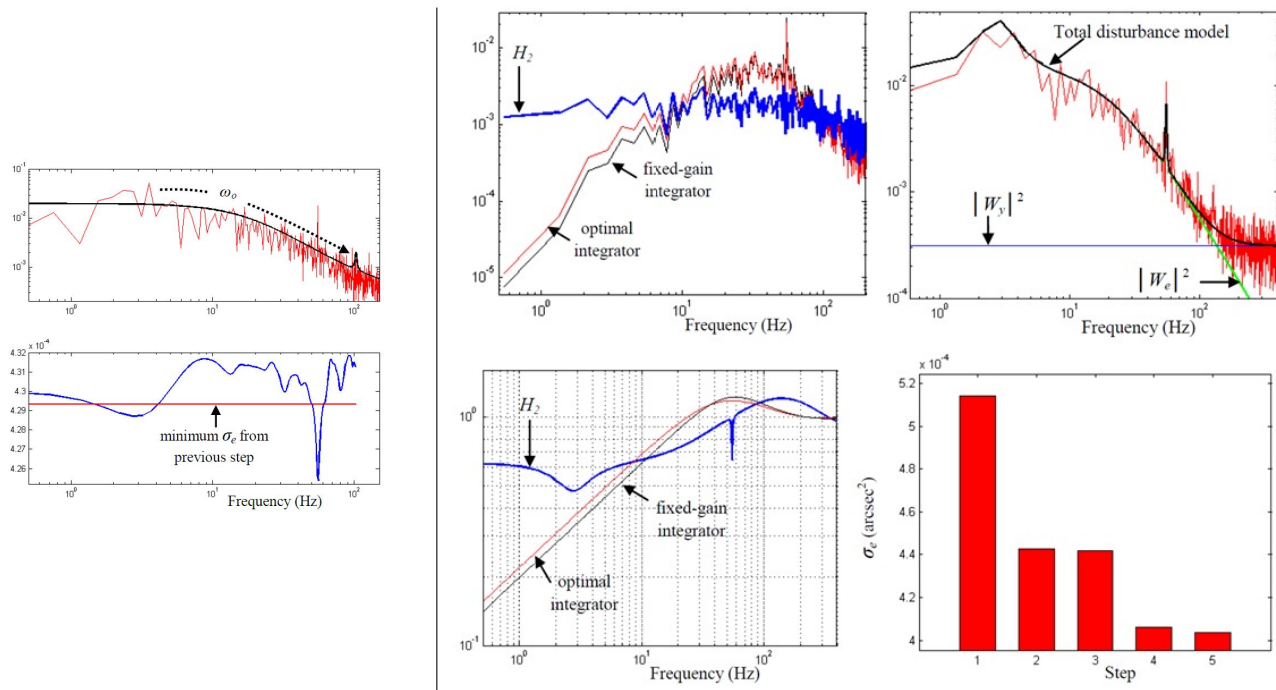 10^-1
10^-2
10^-3
ω_o
10^0
10^1
10^2
× 10^-4
4.32
4.31
4.3
4.29
4.28
4.27
4.26
minimum σ_e from
previous step
10^0
10^1
10^2
Frequency (Hz)
10^-2
10^-3
10^-4
10^-5
H_2
fixed-gain
integrator
optimal
integrator
10^0
10^1
10^2
Frequency (Hz)
10^-2
10^-3
10^-4
Total disturbance model
| W_y | ^2
| W_e | ^2
10^0
10^1
10^2
Frequency (Hz)
10^0
10^-1
H_2
fixed-gain
integrator
optimal
integrator
10^0
10^1
10^2
Frequency (Hz)
x 10^-4
5.2
5
4.8
4.6
4.4
4.2
4
σ_e (arcsec^2)
1
2
3
4
5
Step